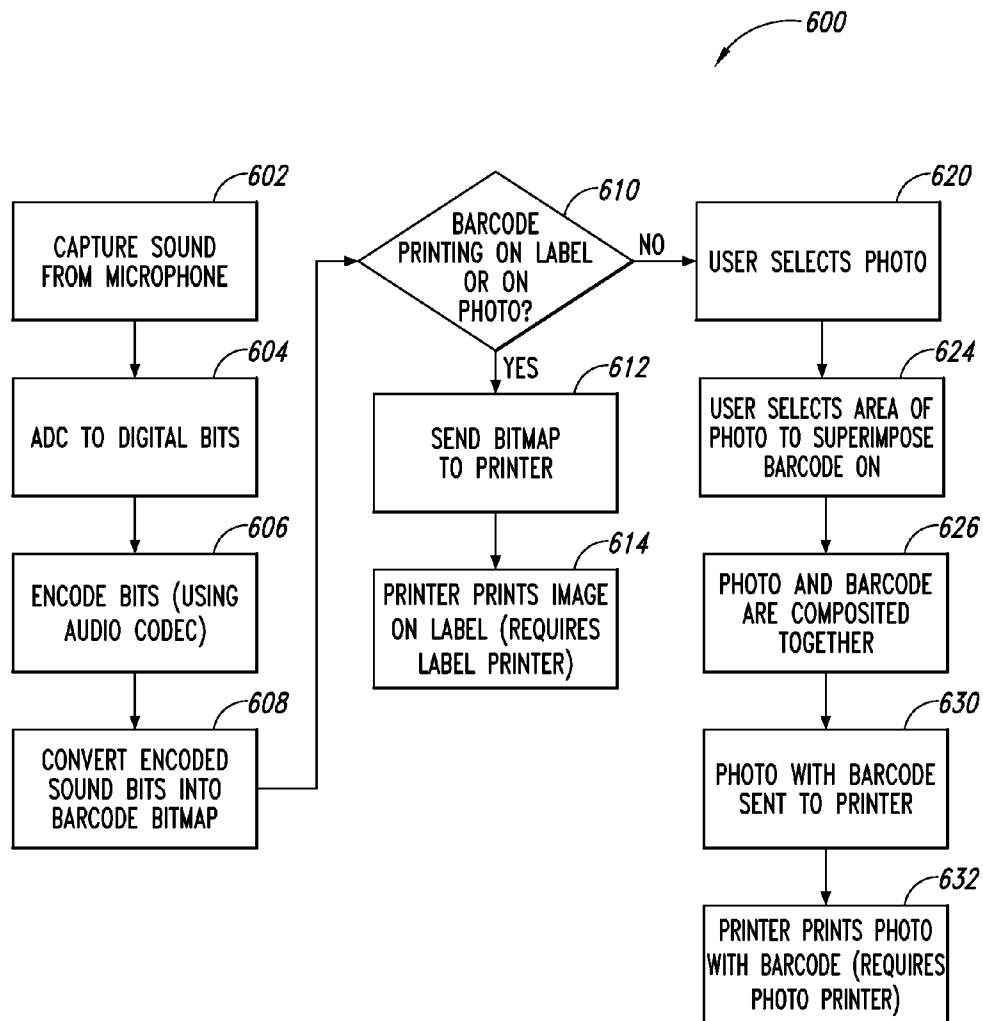 600
602
CAPTURE SOUND
FROM MICROPHONE
604
ADC TO DIGITAL BITS
606
ENCODE BITS (USING
AUDIO CODEC)
608
CONVERT ENCODED
SOUND BITS INTO
BARCODE BITMAP
610
BARCODE
PRINTING ON LABEL
OR ON
PHOTO?
NO
YES
612
SEND BITMAP
TO PRINTER
614
PRINTER PRINTS IMAGE
ON LABEL (REQUIRES
LABEL PRINTER)
620
USER SELECTS PHOTO
624
USER SELECTS AREA OF
PHOTO TO SUPERIMPOSE
BARCODE ON
626
PHOTO AND BARCODE
ARE COMPOSITED
TOGETHER
630
PHOTO WITH BARCODE
SENT TO PRINTER
632
PRINTER PRINTS PHOTO
WITH BARCODE (REQUIRES
PHOTO PRINTER)